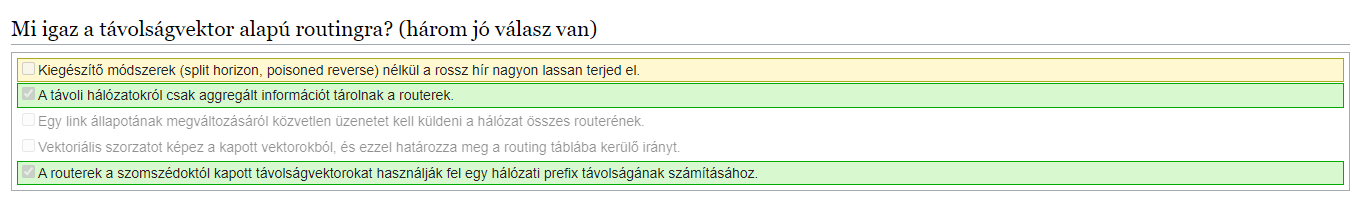 Mi igaz a távolságvektor alapú routingra? (három jó válasz van)
Kiegészítő módszerek (split horizon, poisoned reverse) nélkül a rossz hír nagyon lassan terjed el.
A távoli hálózatokról csak aggregált információt tárolnak a routerek.
Egy link állapotának megváltozásáról közvetlen üzenetet kell küldeni a hálózat összes routerének.
Vektoriális szorzatot képez a kapott vektorokból, és ezzel határozza meg a routing táblába kerülő irányt.
A routerek a szomszédoktól kapott távolságvektorokat használják fel egy hálózati prefix távolságának számításához.